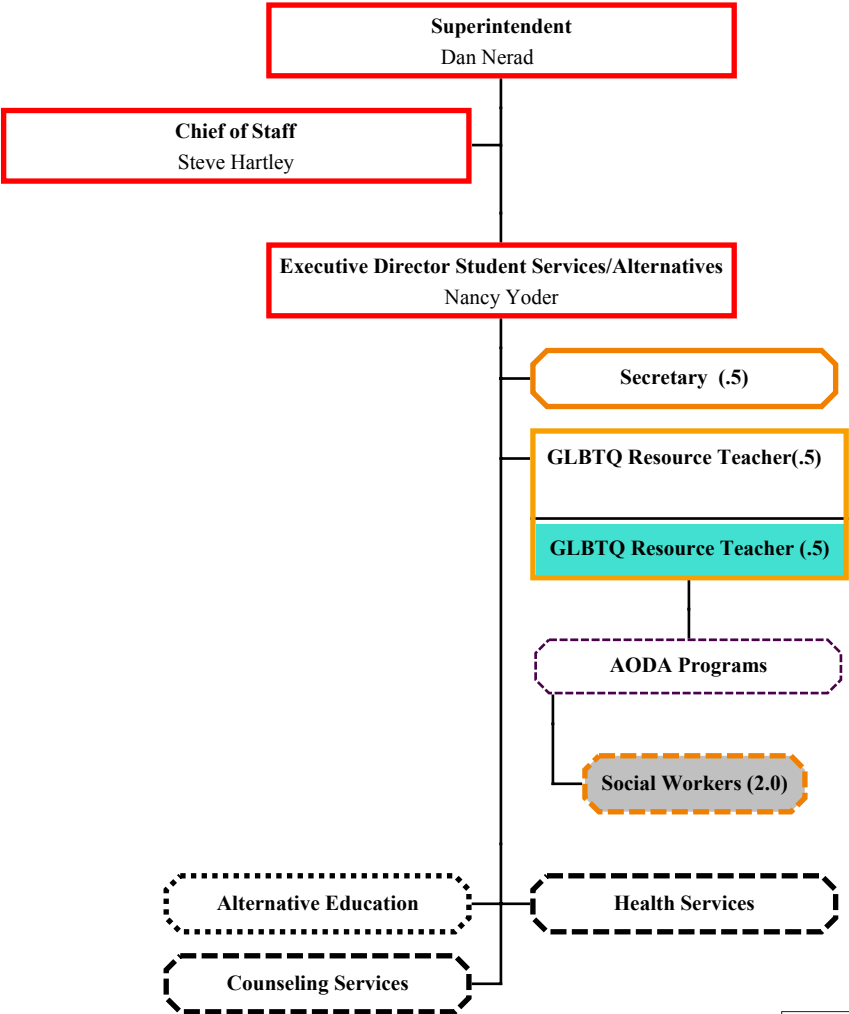 Superintendent
Dan Nerad
Chief of Staff
Steve Hartley
Executive Director Student Services/Alternatives
Nancy Yoder
Secretary  (.5)
GLBTQ Resource Teacher(.5)
GLBTQ Resource Teacher (.5)
AODA Programs
Social Workers (2.0)
Alternative Education
Health Services
Counseling Services